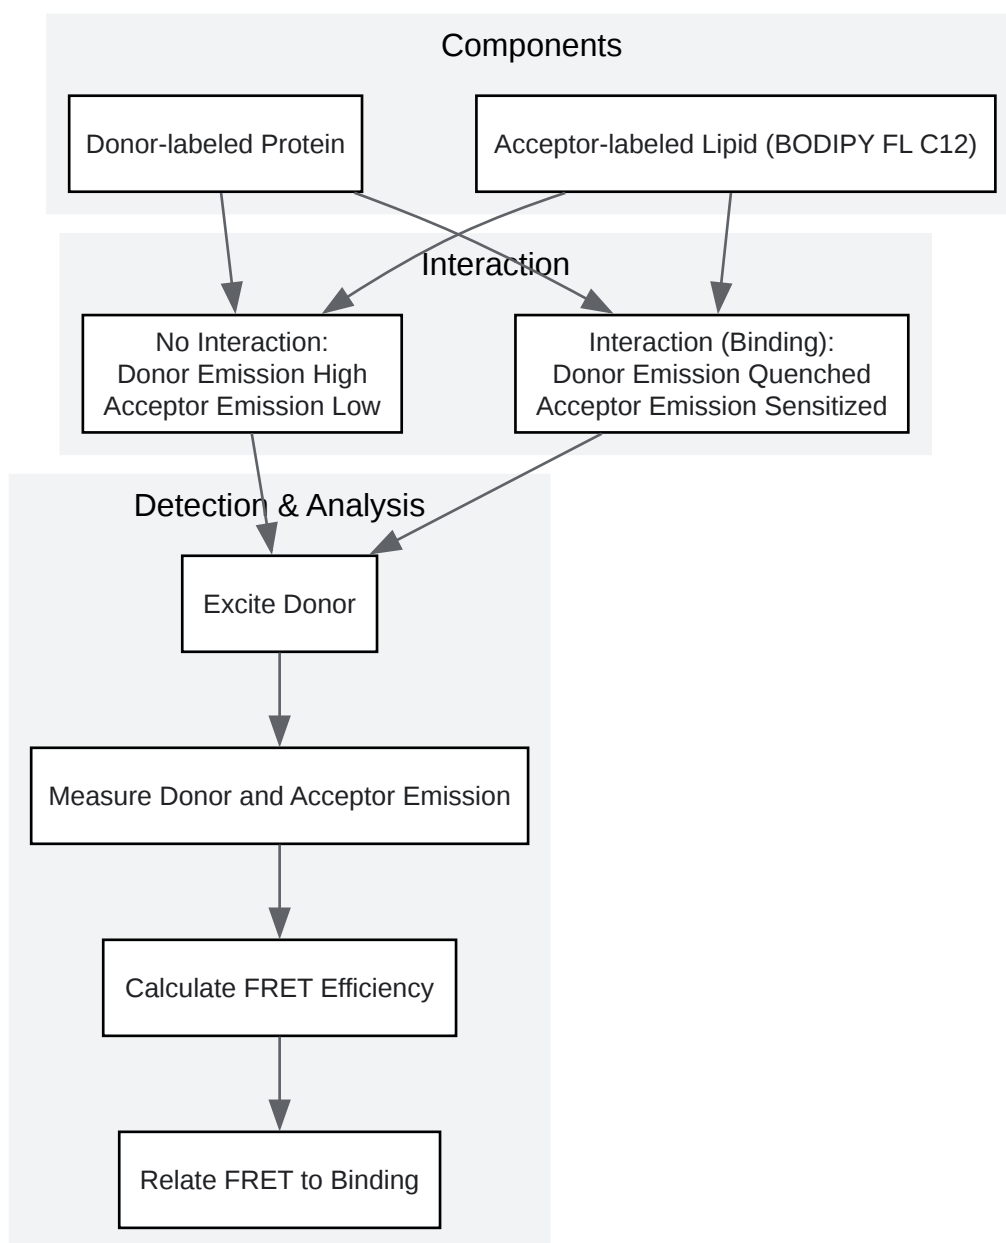 Components
Donor-labeled Protein
Acceptor-labeled Lipid (BODIPY FL C12)
Interaction
No Interaction:
Donor Emission High
Acceptor Emission Low
Interaction (Binding):
Donor Emission Quenched
Acceptor Emission Sensitized
Detection & Analysis
Excite Donor
Measure Donor and Acceptor Emission
Calculate FRET Efficiency
Relate FRET to Binding